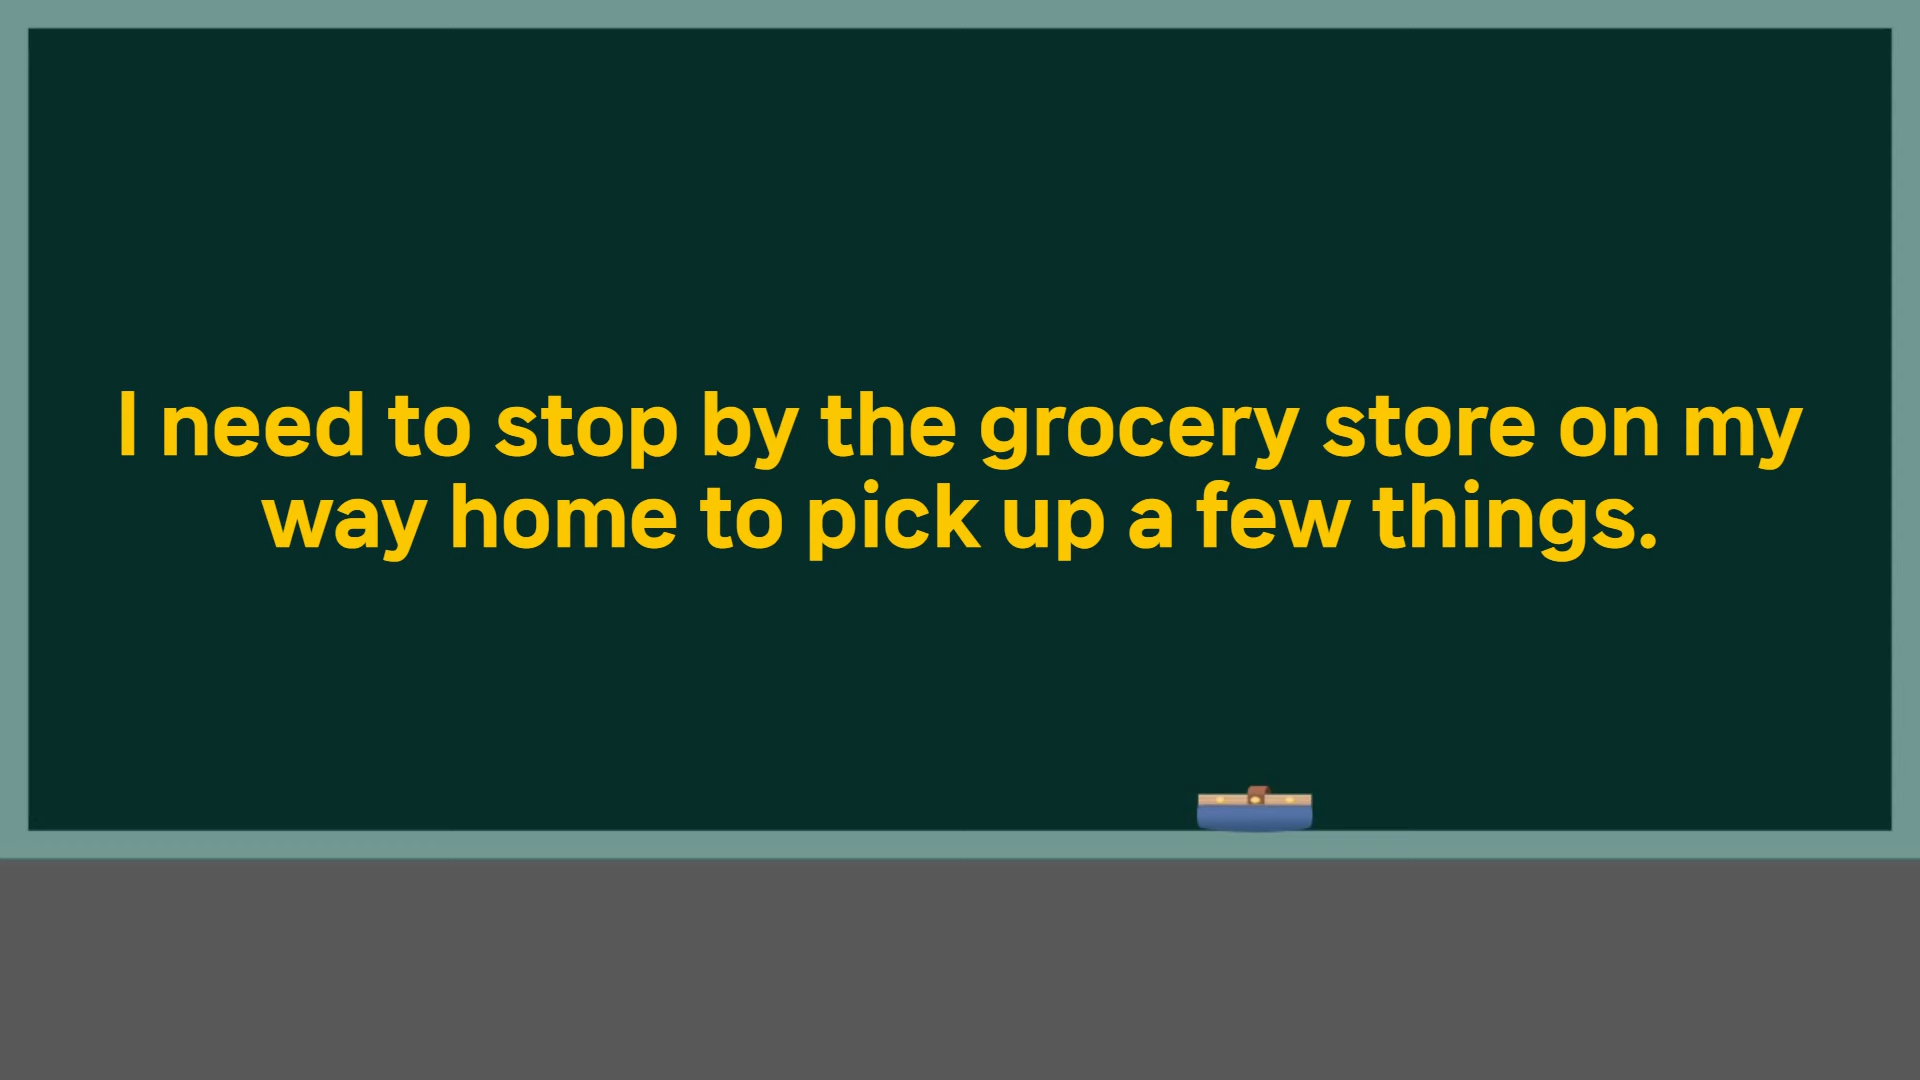 I need to stop by the grocery store on my
way home to pick up a few things.